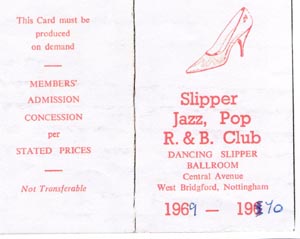 This Card must be
produced
on demand
MEMBERS'
ADMISSION
CONCESSION
per
STATED PRICES
Not Transferable
Slipper
Jazz, Pop
R. & B. Club
DANCING SLIPPER
BALLROOM
Central Avenue
West Bridgford, Nottingham
1969 — 1970